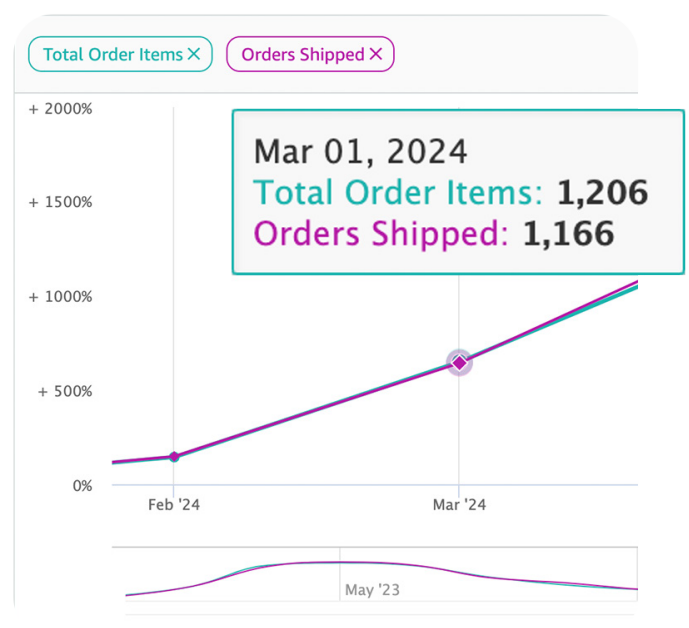 Total Order Items ×
Orders Shipped ×
+ 2000%
Mar 01, 2024
Total Order Items: 1,206
+ 1500%
Orders Shipped: 1,166
+ 1000%
+ 500%
0%
Feb '24
Mar '24
May '23